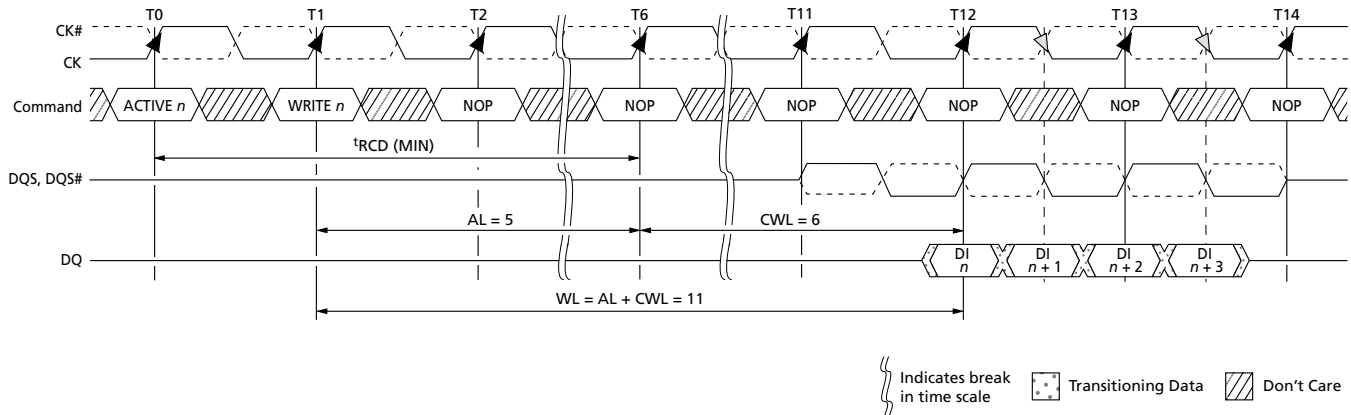 T0 T1 T2 T6 T11 T12 T13 T14
CK#
CK
Command ACTIVE n WRITE n NOP NOP NOP NOP NOP NOP
tRCD (MIN)
DQS, DQS#
AL = 5 CWL = 6
DQ DI n DI n + 1 DI n + 2 DI n + 3
WL = AL + CWL = 11
Indicates break
in time scale
Transitioning Data
Don't Care